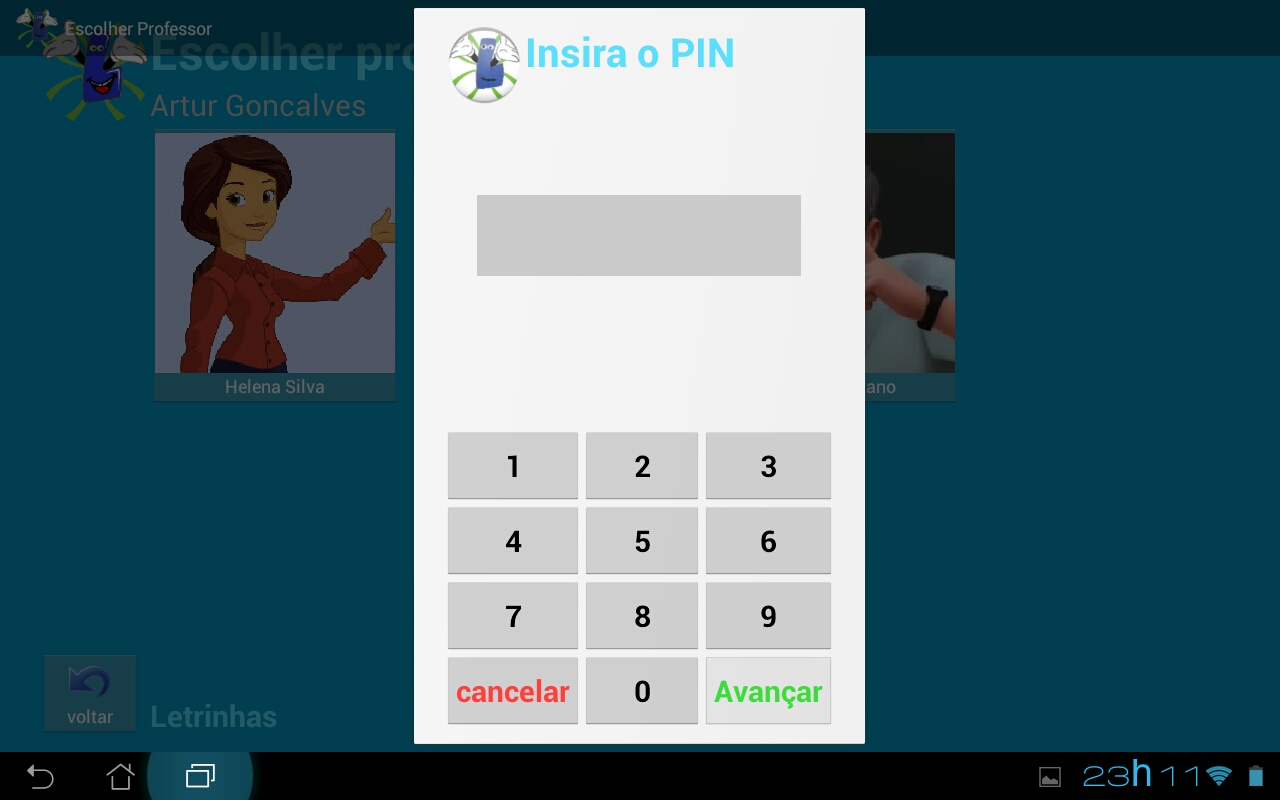 Escolher Professor
Escolher pro
Artur Goncalves
Helena Silva
ano
Insira o PIN
1 2 3
4 5 6
7 8 9
cancelar 0 Avançar
voltar
Letrinhas
23h11